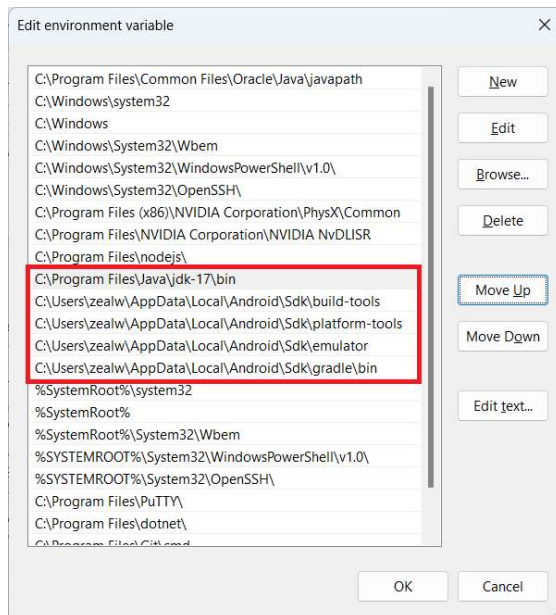 Edit environment variable
C:\Program Files\Common Files\Oracle\Java\javapath
C:\Windows\system32
C:\Windows
C:\Windows\System32\Wbem
C:\Windows\System32\WindowsPowerShell\v1.0\
C:\Windows\System32\OpenSSH\
C:\Program Files (x86)\NVIDIA Corporation\PhysX\Common
C:\Program Files\NVIDIA Corporation\NVIDIA NvDLISR
C:\Program Files\nodejs\
C:\Program Files\Java\jdk-17\bin
C:\Users\zealw\AppData\Local\Android\Sdk\build-tools
C:\Users\zealw\AppData\Local\Android\Sdk\platform-tools
C:\Users\zealw\AppData\Local\Android\Sdk\emulator
C:\Users\zealw\AppData\Local\Android\Sdk\gradle\bin
%SystemRoot%\system32
%SystemRoot%
%SystemRoot%\System32\Wbem
%SYSTEMROOT%\System32\WindowsPowerShell\v1.0\
%SYSTEMROOT%\System32\OpenSSH\
C:\Program Files\PuTTY\
C:\Program Files\dotnet\
C:\Program Files\Git\cmd
New
Edit
Browse...
Delete
Move Up
Move Down
Edit text...
OK
Cancel